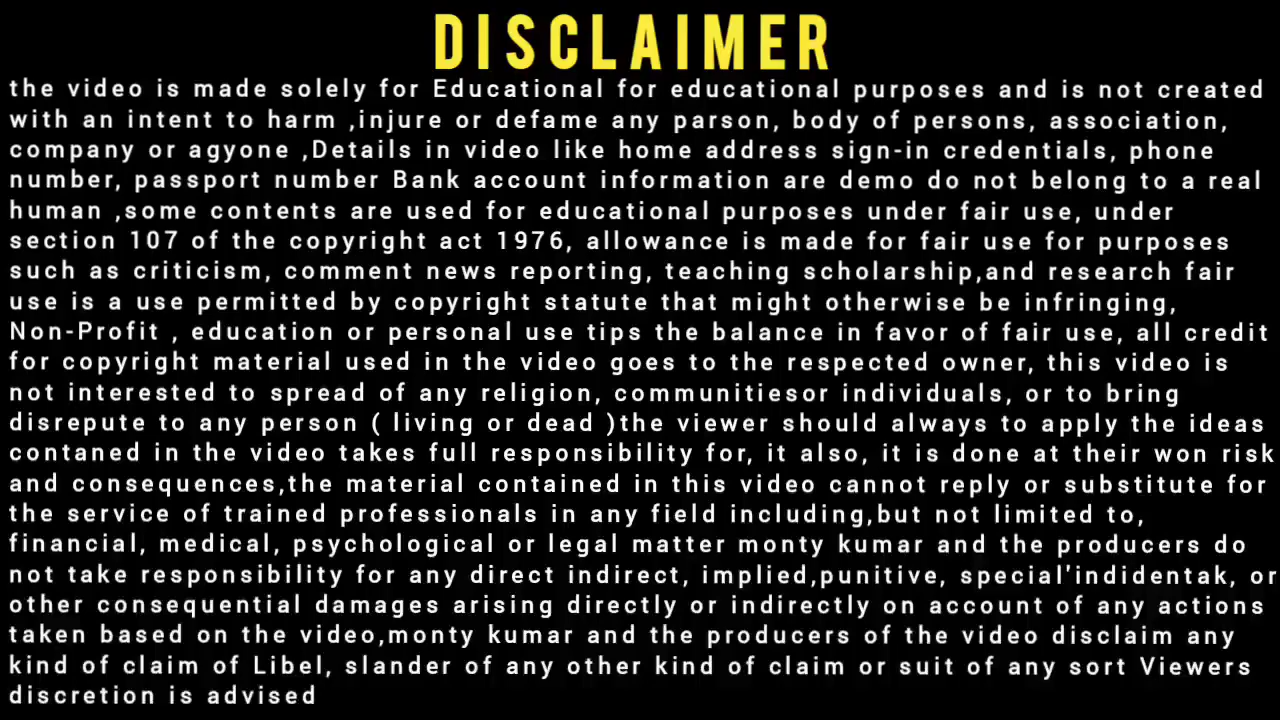 DISCLAIMER
the video is made solely for Educational for educational purposes and is not created
with an intent to harm ,injure or defame any parson, body of persons, association,
company or agyone ,Details in video like home address sign-in credentials, phone
number, passport number Bank account information are demo do not belong to a real
human ,some contents are used for educational purposes under fair use, under
section 107 of the copyright act 1976, allowance is made for fair use for purposes
such as criticism, comment news reporting, teaching scholarship,and research fair
use is a use permitted by copyright statute that might otherwise be infringing,
Non-Profit , education or personal use tips the balance in favor of fair use, all credit
for copyright material used in the video goes to the respected owner, this video is
not interested to spread of any religion, communitiesor individuals, or to bring
disrepute to any person ( living or dead )the viewer should always to apply the ideas
contaned in the video takes full responsibility for, it also, it is done at their won risk
and consequences,the material contained in this video cannot reply or substitute for
the service of trained professionals in any field including,but not limited to,
financial, medical, psychological or legal matter monty kumar and the producers do
not take responsibility for any direct indirect, implied,punitive, special'indidentak, or
other consequential damages arising directly or indirectly on account of any actions
taken based on the video,monty kumar and the producers of the video disclaim any
kind of claim of Libel, slander of any other kind of claim or suit of any sort Viewers
discretion is advised